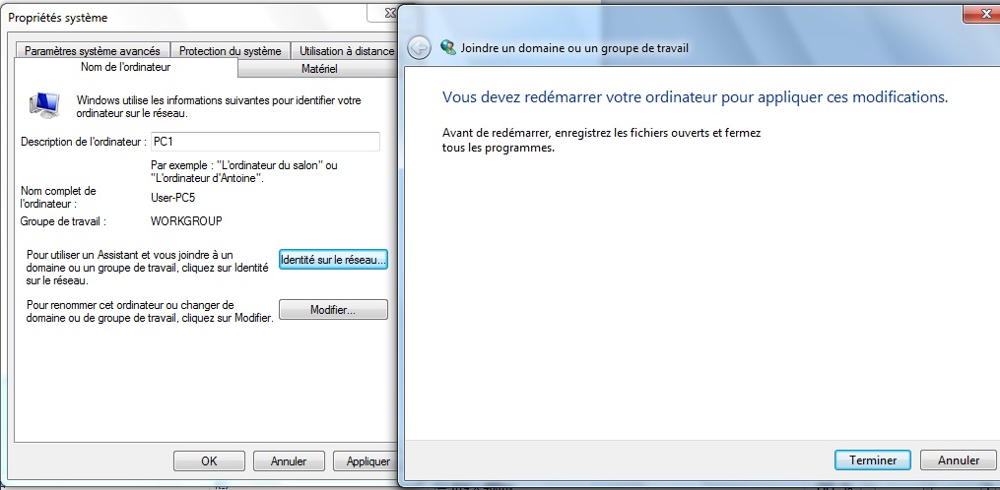 Propriétés système
Paramètres système avancés
Protection du système
Utilisation à distance
Nom de l'ordinateur
Matériel
Windows utilise les informations suivantes pour identifier votre
ordinateur sur le réseau.
Description de l'ordinateur :
PC1
Par exemple : "L'ordinateur du salon" ou
"L'ordinateur d'Antoine".
Nom complet de
l'ordinateur :
User-PC5
Groupe de travail :
WORKGROUP
Pour utiliser un Assistant et vous joindre à un
domaine ou un groupe de travail, cliquez sur Identité
sur le réseau.
Identité sur le réseau...
Pour renommer cet ordinateur ou changer de
domaine ou de groupe de travail, cliquez sur Modifier.
Modifier...
OK
Annuler
Appliquer
Joindre un domaine ou un groupe de travail
Vous devez redémarrer votre ordinateur pour appliquer ces modifications.
Avant de redémarrer, enregistrez les fichiers ouverts et fermez
tous les programmes.
Terminer
Annuler